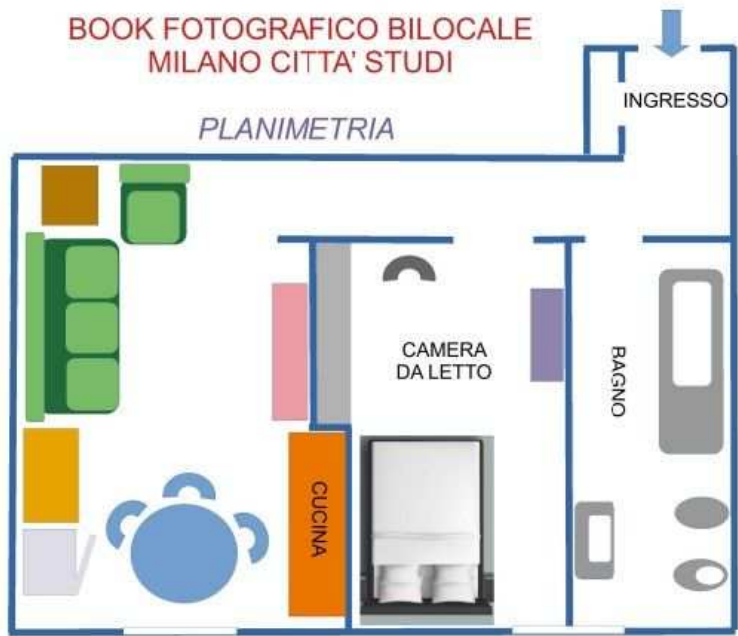 BOOK FOTOGRAFICO BILOCALE
MILANO CITTA' STUDI
PLANIMETRIA
INGRESSO
CAMERA
DA LETTO
BAGNO
CUCINA